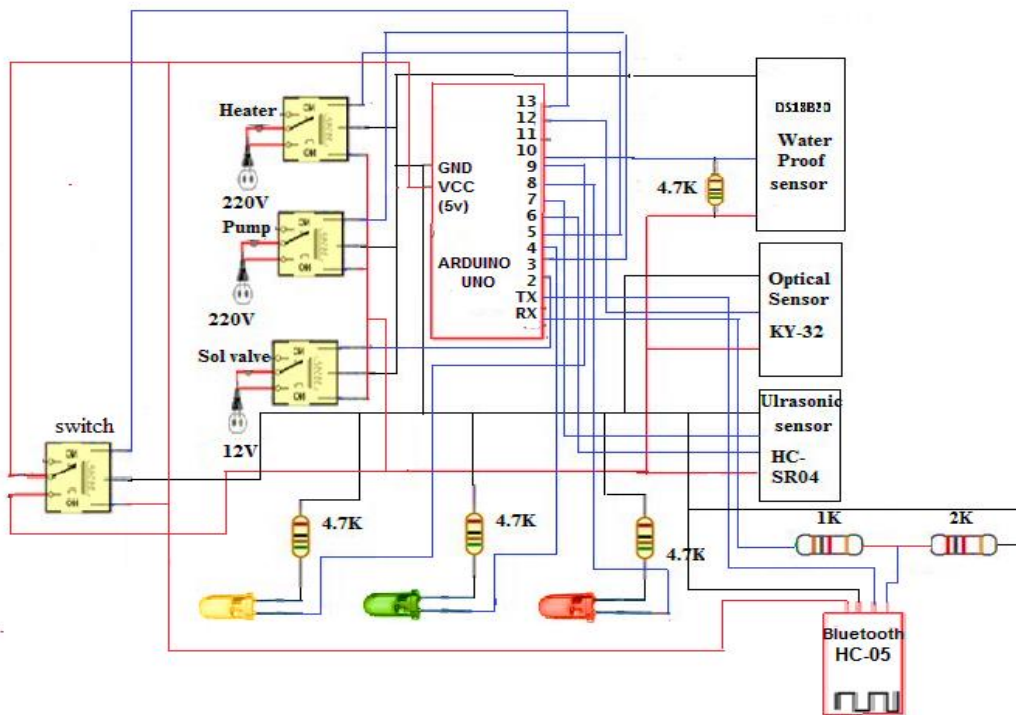 Heater
220V
Pump
220V
Sol valve
12V
switch
GND
VCC
(5v)
ARDUINO
UNO
13
12
11
10
9
8
7
6
5
4
3
2
TX
RX
4.7K
DS18B20
Water
Proof
sensor
Optical
Sensor
KY-32
Ulrasonic
sensor
HC-
SR04
4.7K
4.7K
4.7K
1K
2K
Bluetooth
HC-05